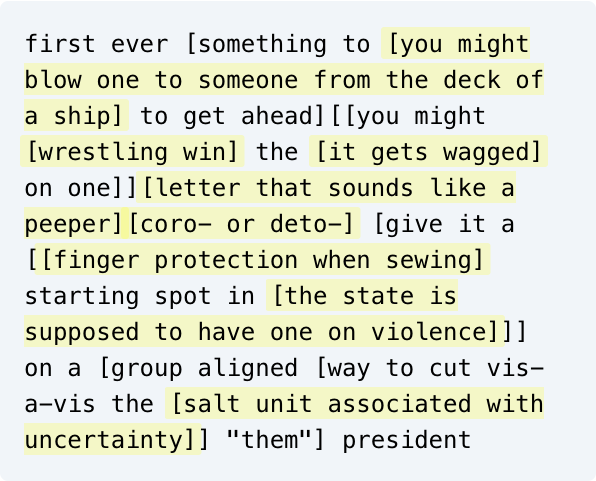 first ever [something to [you might
blow one to someone from the deck of
a ship] to get ahead][[you might
[wrestling win] the [it gets wagged]
on one]][letter that sounds like a
peeper][coro– or deto–] [give it a
[[finger protection when sewing]
starting spot in [the state is
supposed to have one on violence]]]
on a [group aligned [way to cut vis–
a–vis the [salt unit associated with
uncertainty]] "them"] president